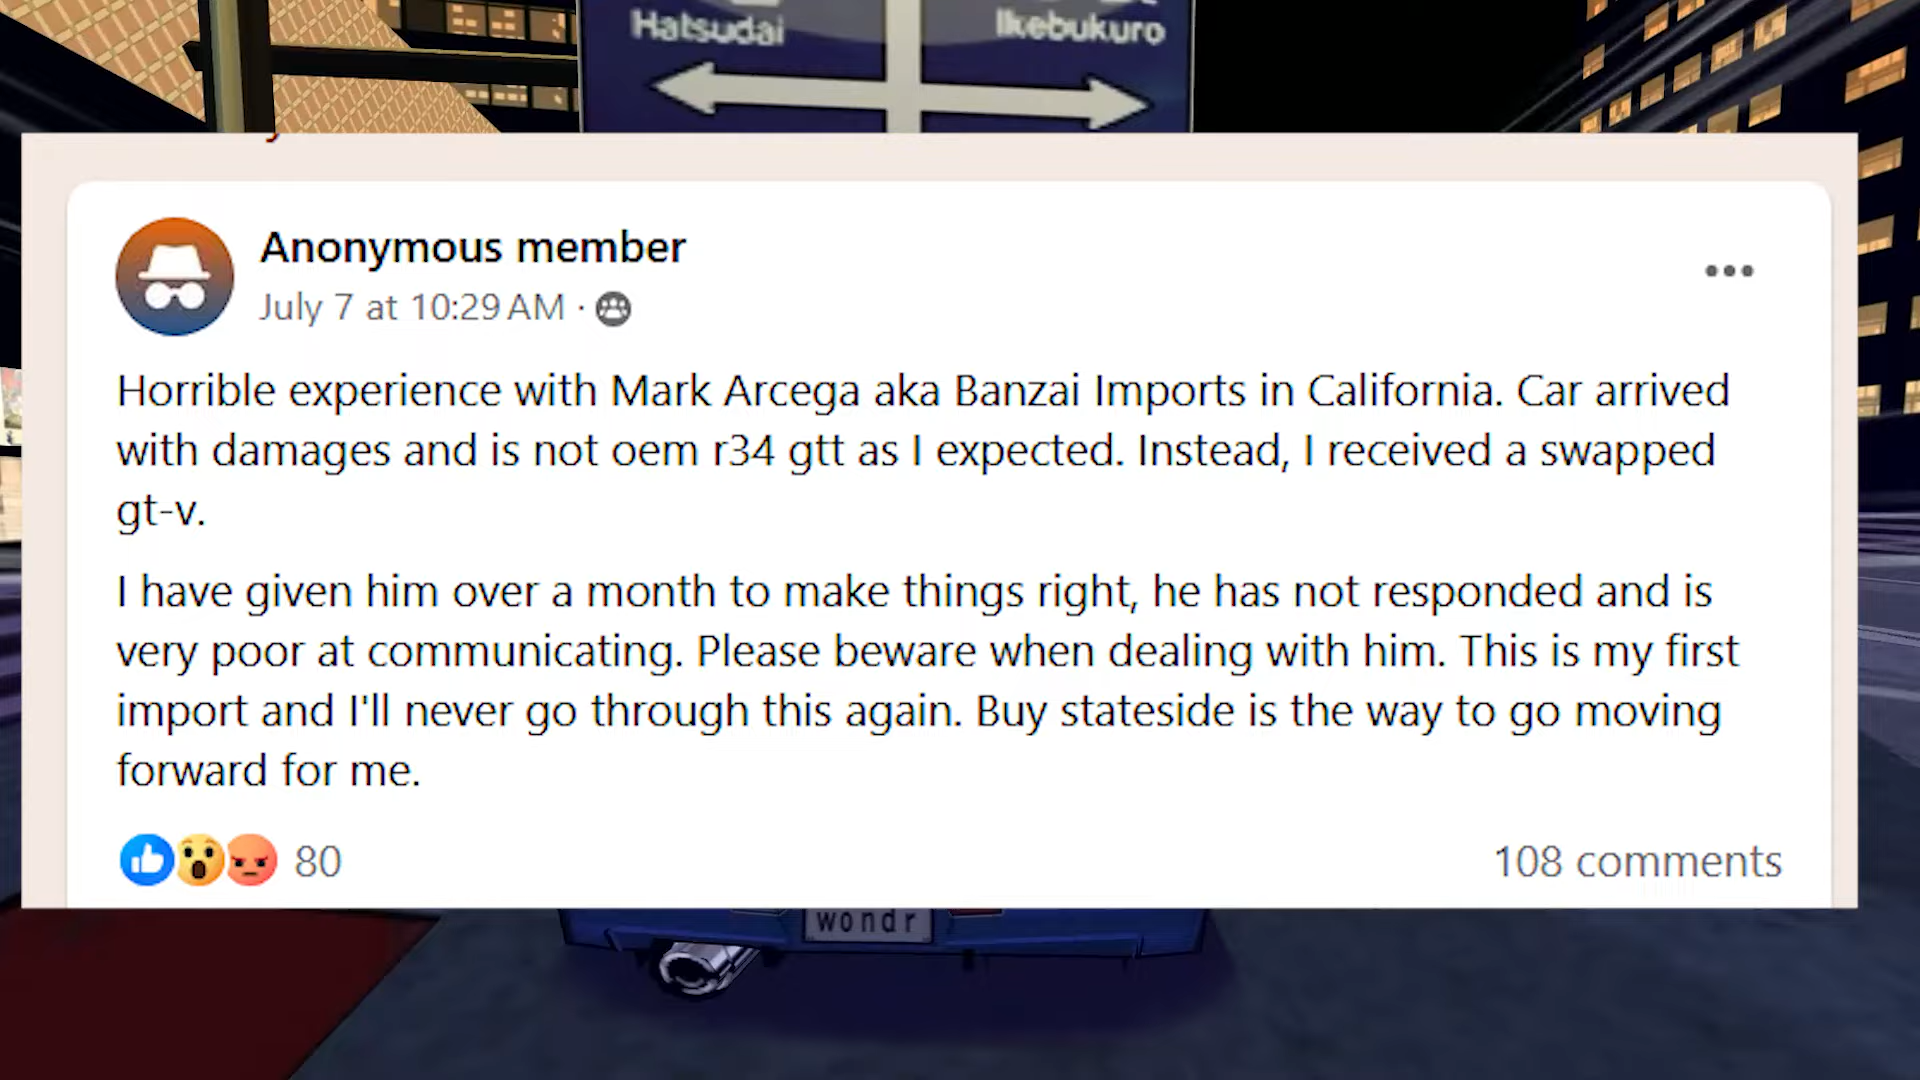 Hatsudai Ikebukuro
Anonymous member
July 7 at 10:29 AM ·
Horrible experience with Mark Arcega aka Banzai Imports in California. Car arrived
with damages and is not oem r34 gtt as I expected. Instead, I received a swapped
gt-v.
I have given him over a month to make things right, he has not responded and is
very poor at communicating. Please beware when dealing with him. This is my first
import and I'll never go through this again. Buy stateside is the way to go moving
forward for me.
80 108 comments
wondr